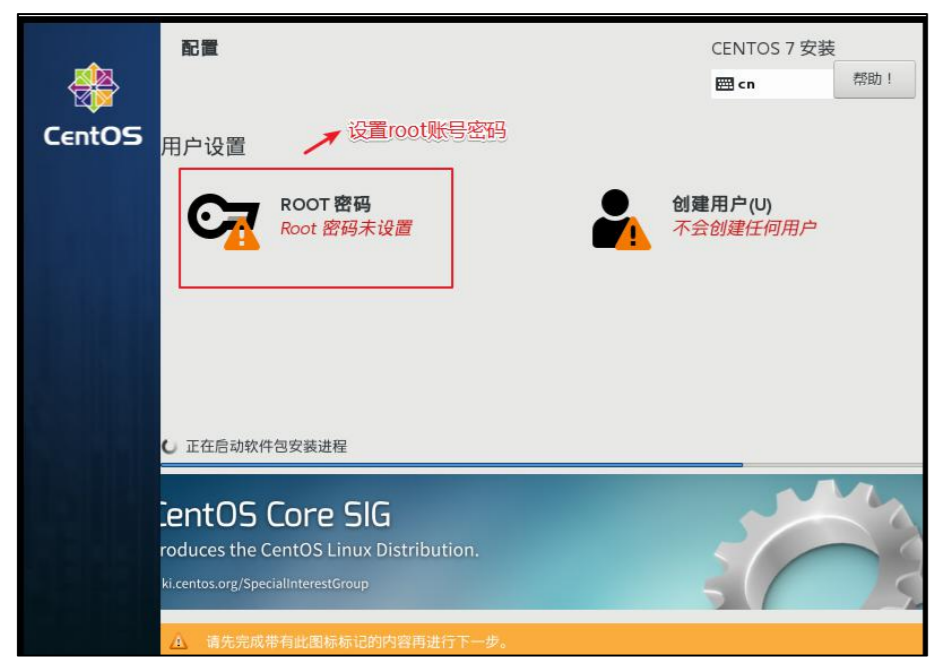 配置
CENTOS 7 安装
cn
帮助！
CentOS
设置root账号密码
用户设置
ROOT 密码
Root 密码未设置
创建用户(U)
不会创建任何用户
正在启动软件包安装进程
CentOS Core SIG
roduces the CentOS Linux Distribution.
ki.centos.org/SpecialInterestGroup
请先完成带有此图标标记的内容再进行下一步。